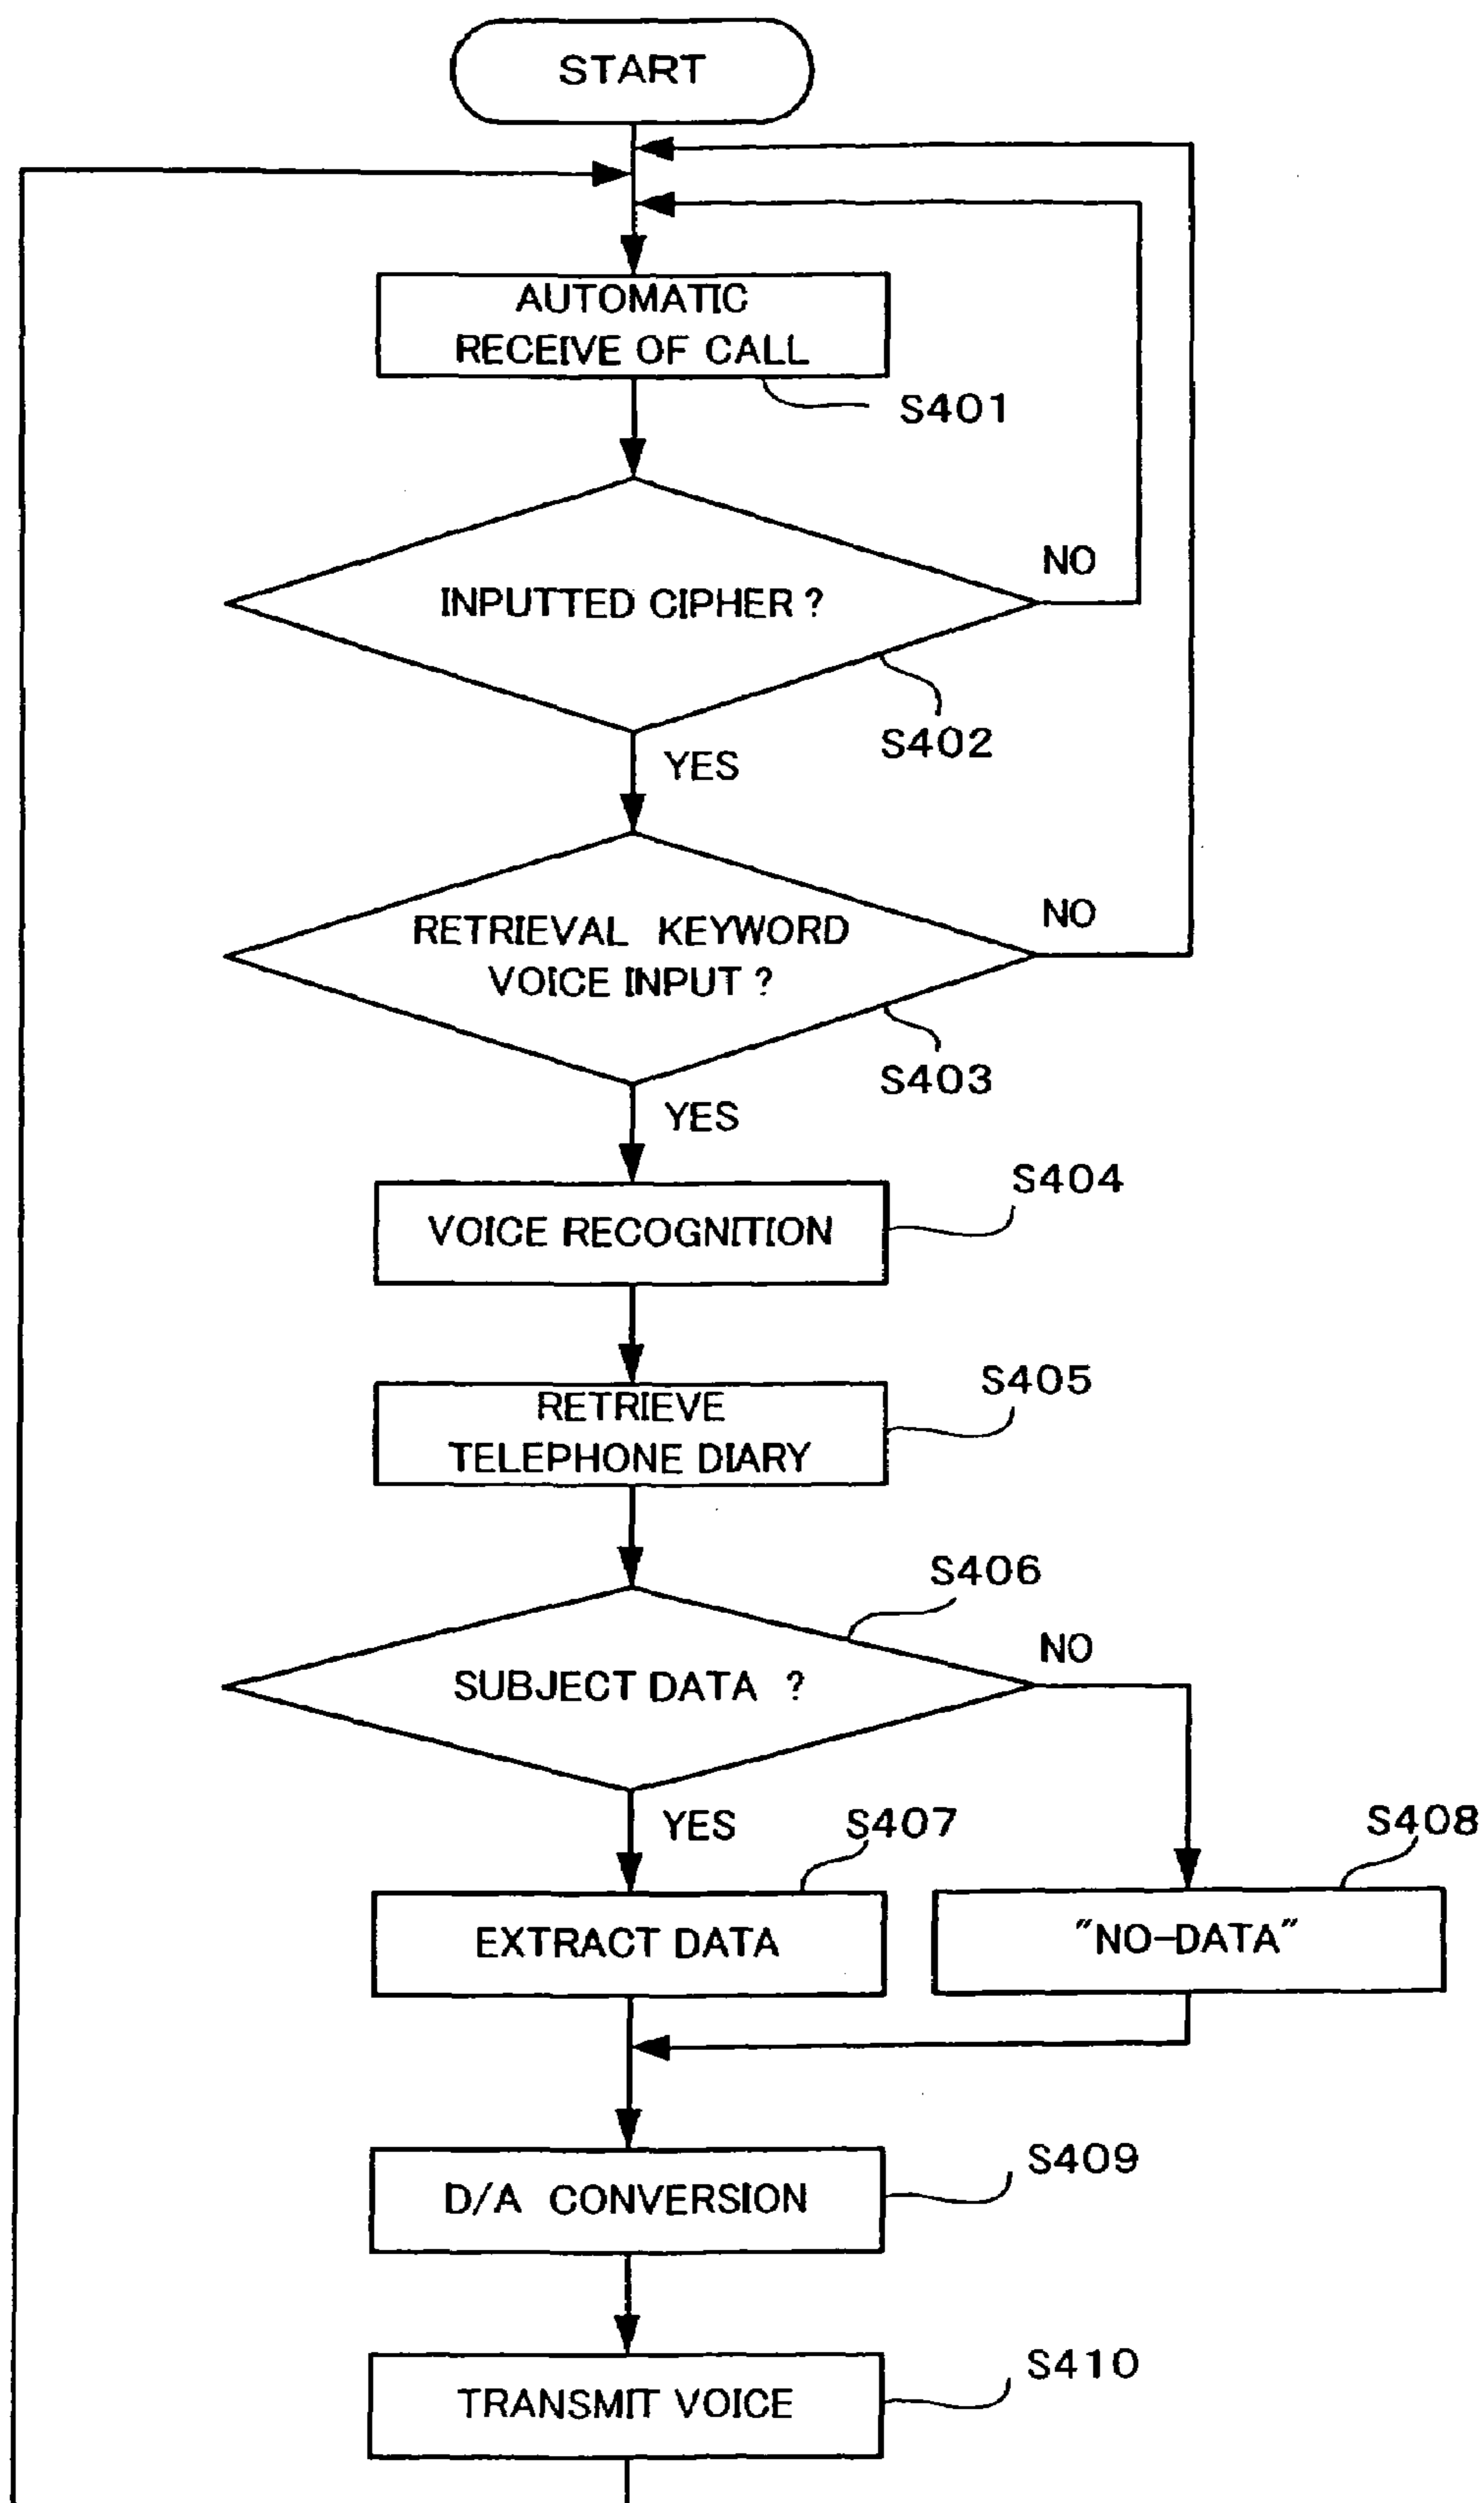 START
AUTOMATIC
RECEIVE OF CALL
S401
INPUTTED CIPHER ?
NO
S402
YES
RETRIEVAL KEYWORD
VOICE INPUT ?
NO
S403
YES
VOICE RECOGNITION
S404
RETRIEVE
TELEPHONE DIARY
S405
S406
SUBJECT DATA ?
NO
YES
S407
S408
EXTRACT DATA
"NO-DATA"
D/A CONVERSION
S409
TRANSMIT VOICE
S410